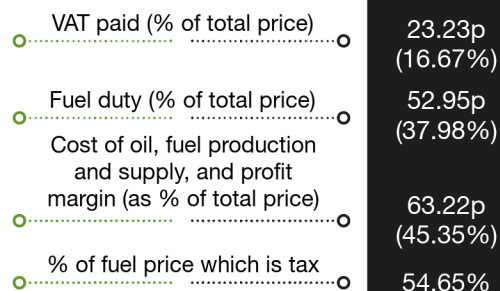 VAT paid (% of total price)
23.23p
(16.67%)
Fuel duty (% of total price)
52.95p
(37.98%)
Cost of oil, fuel production
and supply, and profit
margin (as % of total price)
63.22p
(45.35%)
% of fuel price which is tax
54.65%